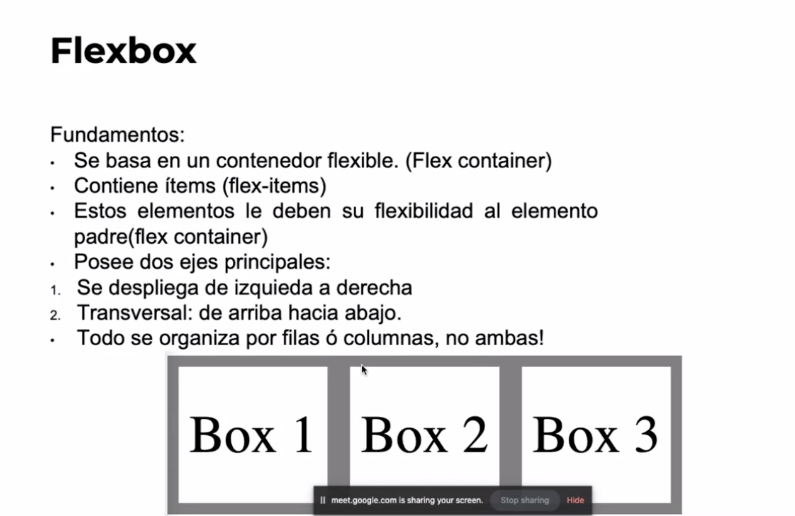 Flexbox
Fundamentos:
• Se basa en un contenedor flexible. (Flex container)
• Contiene ítems (flex-items)
• Estos elementos le deben su flexibilidad al elemento
padre(flex container)
• Posee dos ejes principales:
1. Se despliega de izquieda a derecha
2. Transversal: de arriba hacia abajo.
• Todo se organiza por filas ó columnas, no ambas!
Box 1 Box 2 Box 3
meet.google.com is sharing your screen. Stop sharing Hide